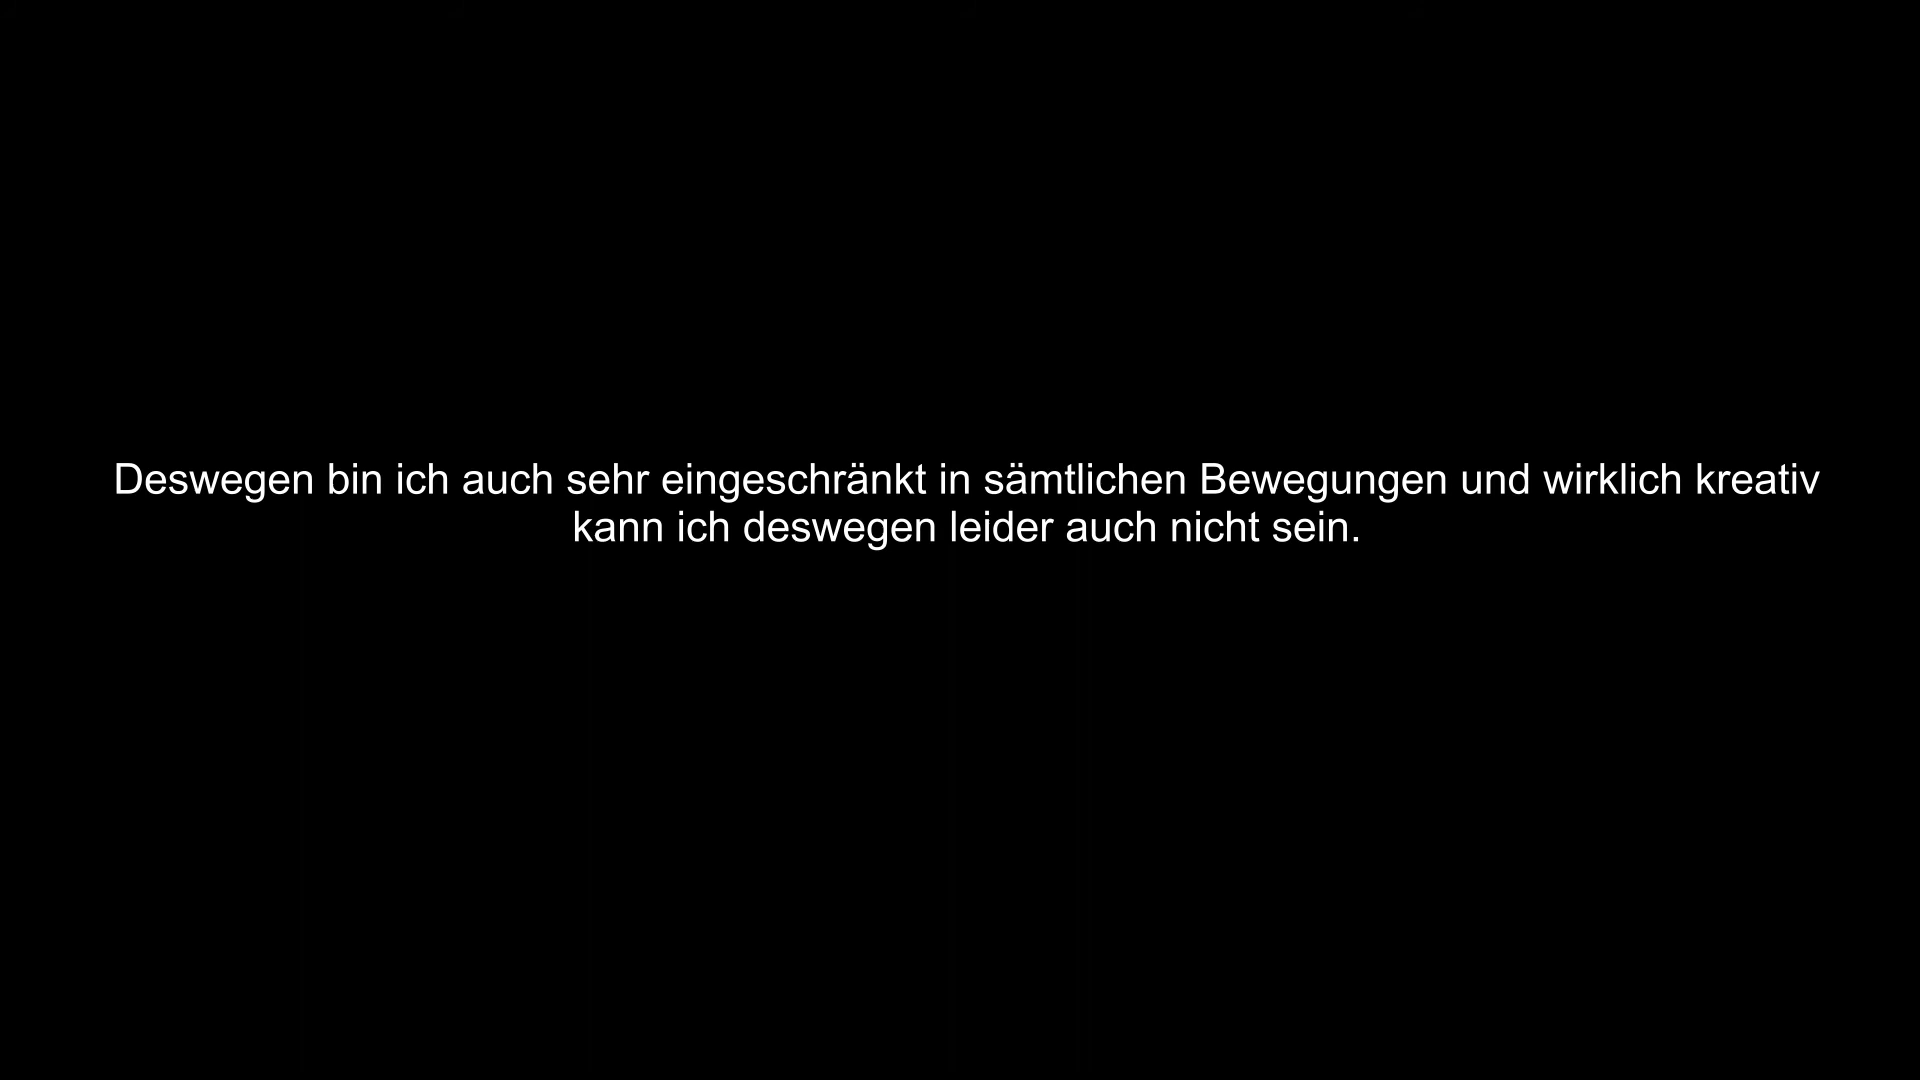 Deswegen bin ich auch sehr eingeschränkt in sämtlichen Bewegungen und wirklich kreativ
kann ich deswegen leider auch nicht sein.